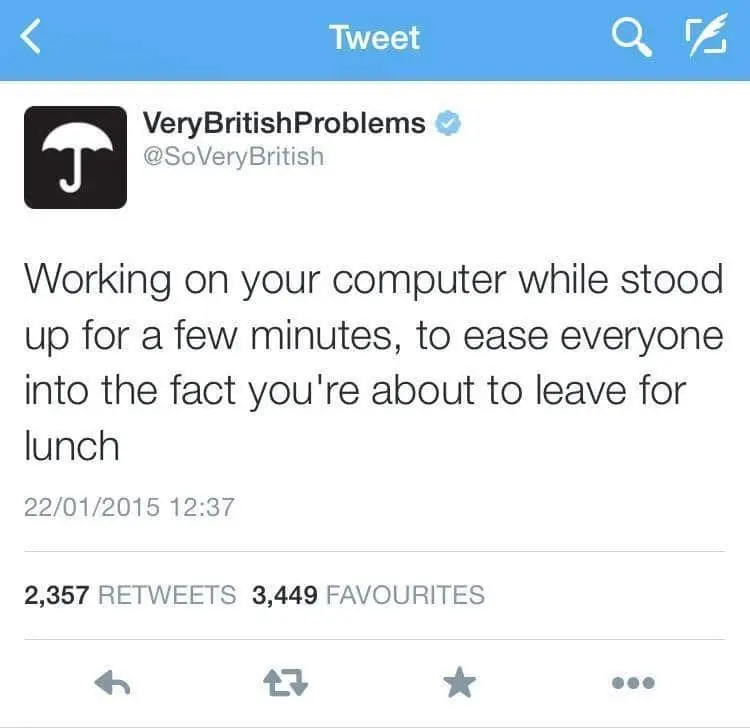 Tweet
VeryBritishProblems
@SoVeryBritish
Working on your computer while stood
up for a few minutes, to ease everyone
into the fact you're about to leave for
lunch
22/01/2015 12:37
2,357 RETWEETS 3,449 FAVOURITES